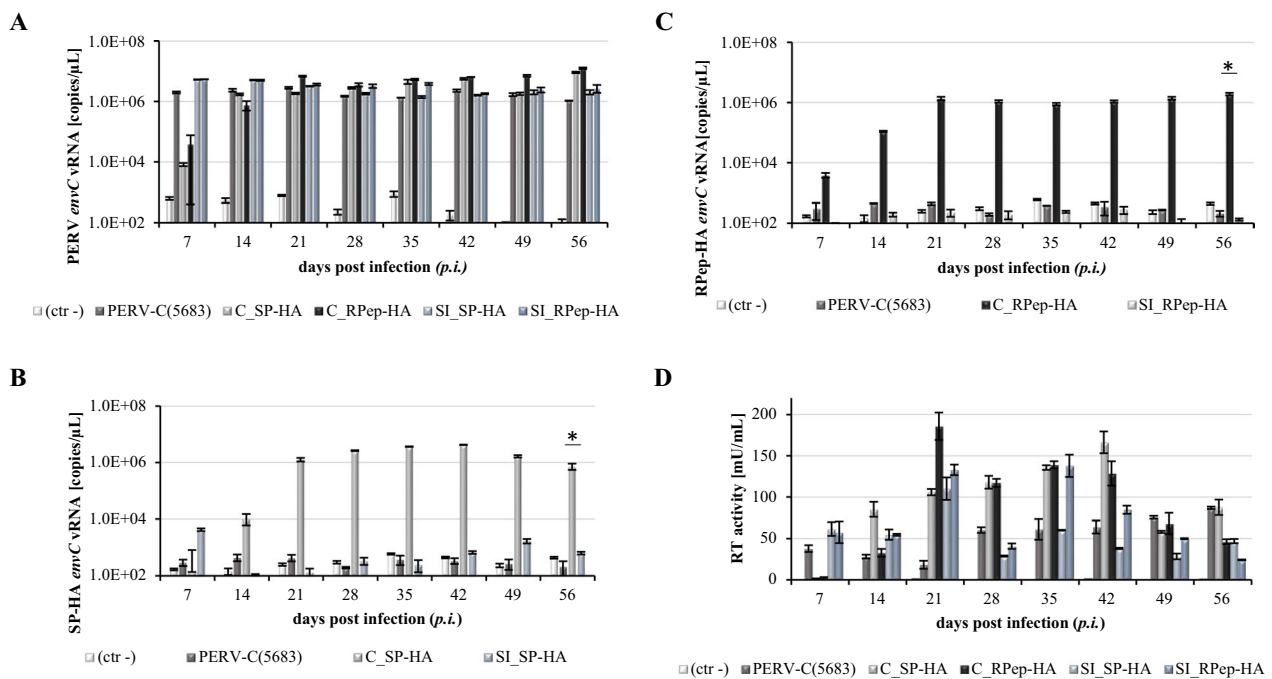 A
PERV envC vRNA [copies/µL]
1.0E+08
1.0E+06
1.0E+04
1.0E+02
7 14 21 28 35 42 49 56
days post infection (p.i.)
(ctr -) PERV-C(5683) C_SP-HA C_RPep-HA SI_SP-HA SI_RPep-HA
B
SP-HA envC vRNA [copies/µL]
1.0E+08
1.0E+06
1.0E+04
1.0E+02
*
7 14 21 28 35 42 49 56
days post infection (p.i.)
(ctr -) PERV-C(5683) C_SP-HA SI_SP-HA
C
RPep-HA envC vRNA[copies/µL]
1.0E+08
1.0E+06
1.0E+04
1.0E+02
*
7 14 21 28 35 42 49 56
days post infection (p.i.)
(ctr -) PERV-C(5683) C_RPep-HA SI_RPep-HA
D
RT activity [mU/mL]
200
150
100
50
0
7 14 21 28 35 42 49 56
days post infection (p.i.)
(ctr -) PERV-C(5683) C_SP-HA C_RPep-HA SI_SP-HA SI_RPep-HA